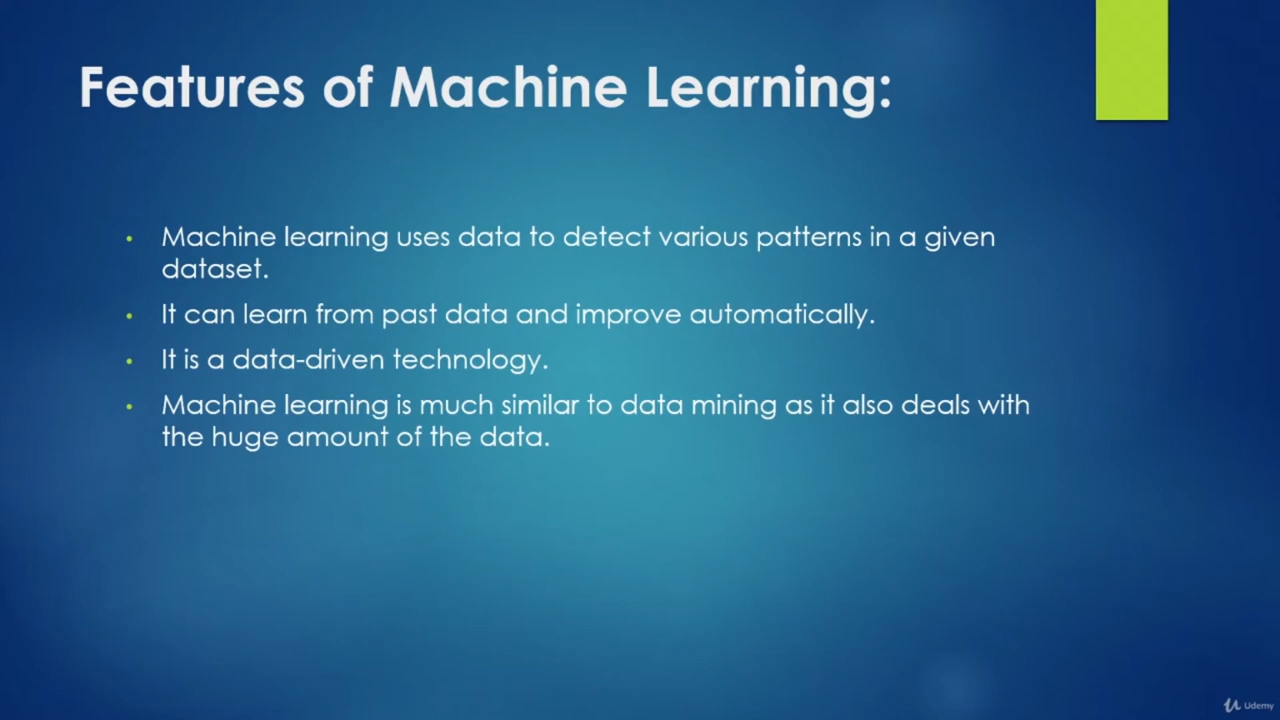 Features of Machine Learning:
• Machine learning uses data to detect various patterns in a given
dataset.
• It can learn from past data and improve automatically.
• It is a data-driven technology.
• Machine learning is much similar to data mining as it also deals with
the huge amount of the data.
Udemy